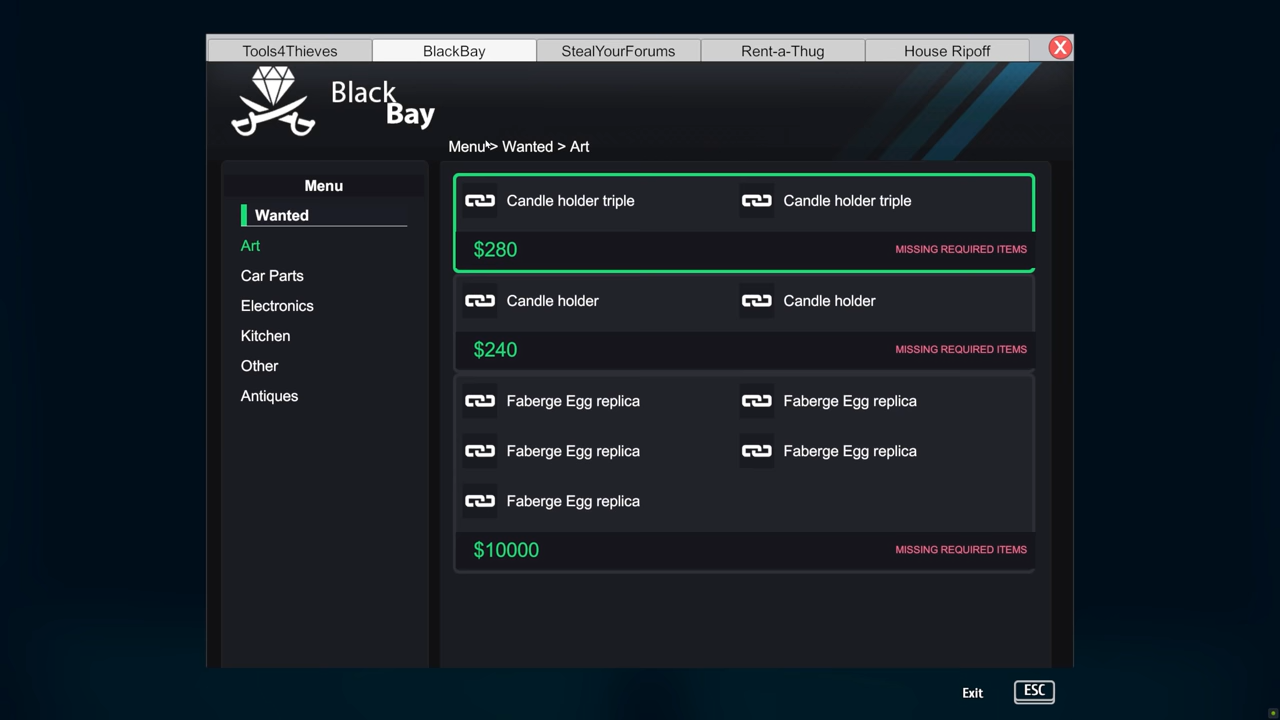 Tools4Thieves BlackBay StealYourForums Rent-a-Thug House Ripoff X
Black
Bay
Menu > Wanted > Art
Menu
Wanted
Art
Car Parts
Electronics
Kitchen
Other
Antiques
Candle holder triple Candle holder triple
$280 MISSING REQUIRED ITEMS
Candle holder Candle holder
$240 MISSING REQUIRED ITEMS
Faberge Egg replica Faberge Egg replica
Faberge Egg replica Faberge Egg replica
Faberge Egg replica
$10000 MISSING REQUIRED ITEMS
Exit ESC